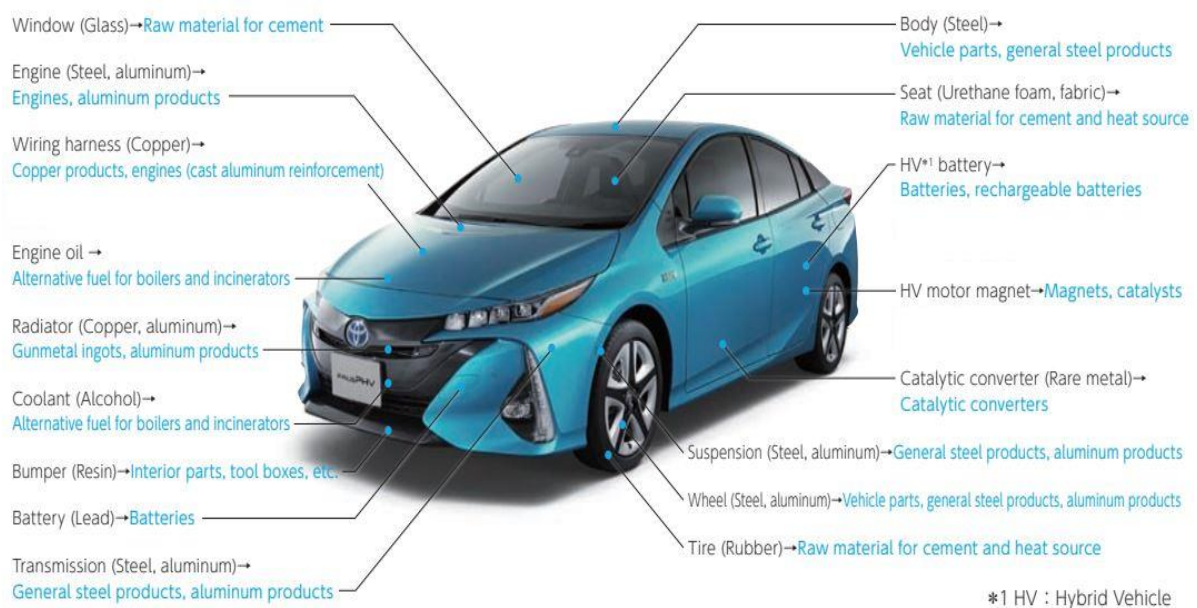 Window (Glass)→Raw material for cement
Engine (Steel, aluminum)→
Engines, aluminum products
Wiring harness (Copper)→
Copper products, engines (cast aluminum reinforcement)
Engine oil →
Alternative fuel for boilers and incinerators
Radiator (Copper, aluminum)→
Gunmetal ingots, aluminum products
Coolant (Alcohol)→
Alternative fuel for boilers and incinerators
Bumper (Resin)→Interior parts, tool boxes, etc.
Battery (Lead)→Batteries
Transmission (Steel, aluminum)→
General steel products, aluminum products
PRIUS PHV
Body (Steel)→
Vehicle parts, general steel products
Seat (Urethane foam, fabric)→
Raw material for cement and heat source
HV*1 battery→
Batteries, rechargeable batteries
HV motor magnet→Magnets, catalysts
Catalytic converter (Rare metal)→
Catalytic converters
Suspension (Steel, aluminum)→General steel products, aluminum products
Wheel (Steel, aluminum)→Vehicle parts, general steel products, aluminum products
Tire (Rubber)→Raw material for cement and heat source
*1 HV : Hybrid Vehicle